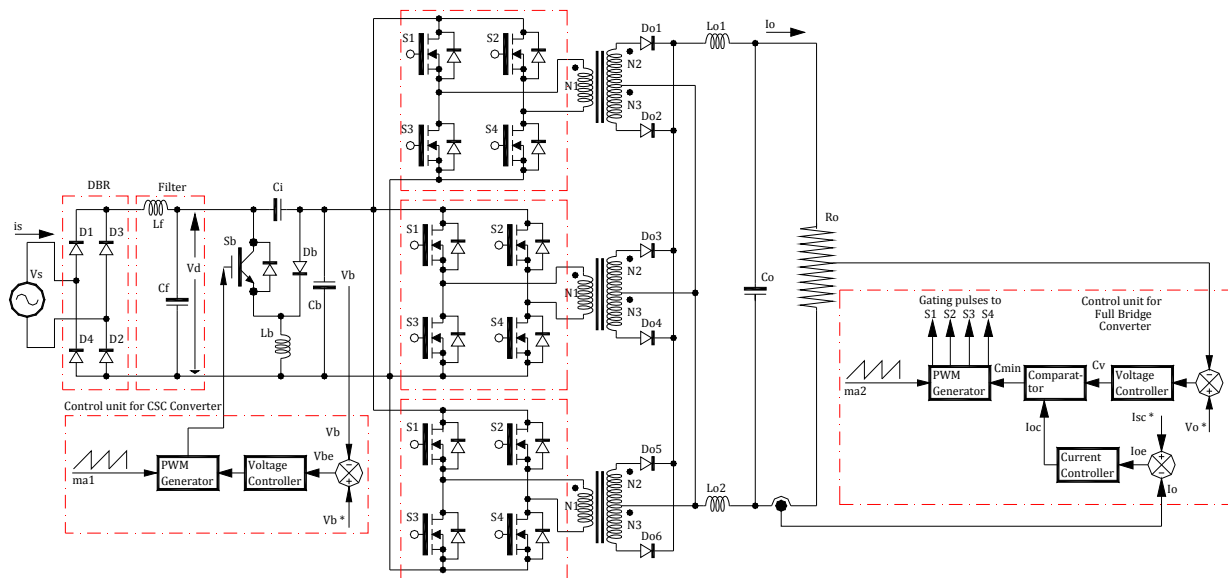 DBR
Filter
is
Vs
D1
D3
D4
D2
Lf
Cf
Vd
Sb
Ci
Db
Lb
Cb
Vb
S1
S2
S3
S4
N1
N2
N3
Do1
Do2
S1
S2
S3
S4
N1
N2
N3
Do3
Do4
S1
S2
S3
S4
N1
N2
N3
Do5
Do6
Lo1
Lo2
Io
Co
Ro
Control unit for CSC Converter
ma1
PWM
Generator
Voltage
Controller
Vbe
Vb
Vb *
-
+
Gating pulses to
S1 S2 S3 S4
Control unit for
Full Bridge
Converter
ma2
PWM
Generator
Cmin
Comparat-
tor
Cv
Voltage
Controller
-
+
Vo *
Ioc
Isc *
Current
Controller
Ioe
+
-
Io